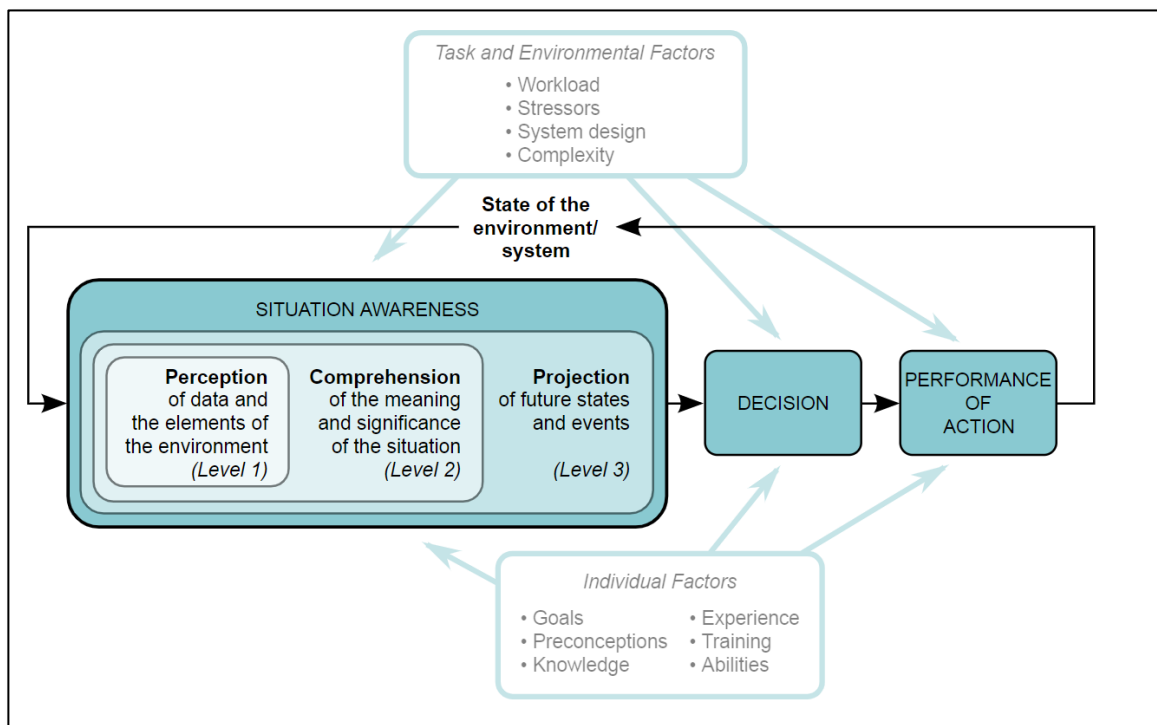 Task and Environmental Factors
• Workload
• Stressors
• System design
• Complexity
State of the
environment/
system
SITUATION AWARENESS
Perception
of data and
the elements of
the environment
(Level 1)
Comprehension
of the meaning
and significance
of the situation
(Level 2)
Projection
of future states
and events
(Level 3)
DECISION
PERFORMANCE
OF
ACTION
Individual Factors
• Goals
• Preconceptions
• Knowledge
• Experience
• Training
• Abilities